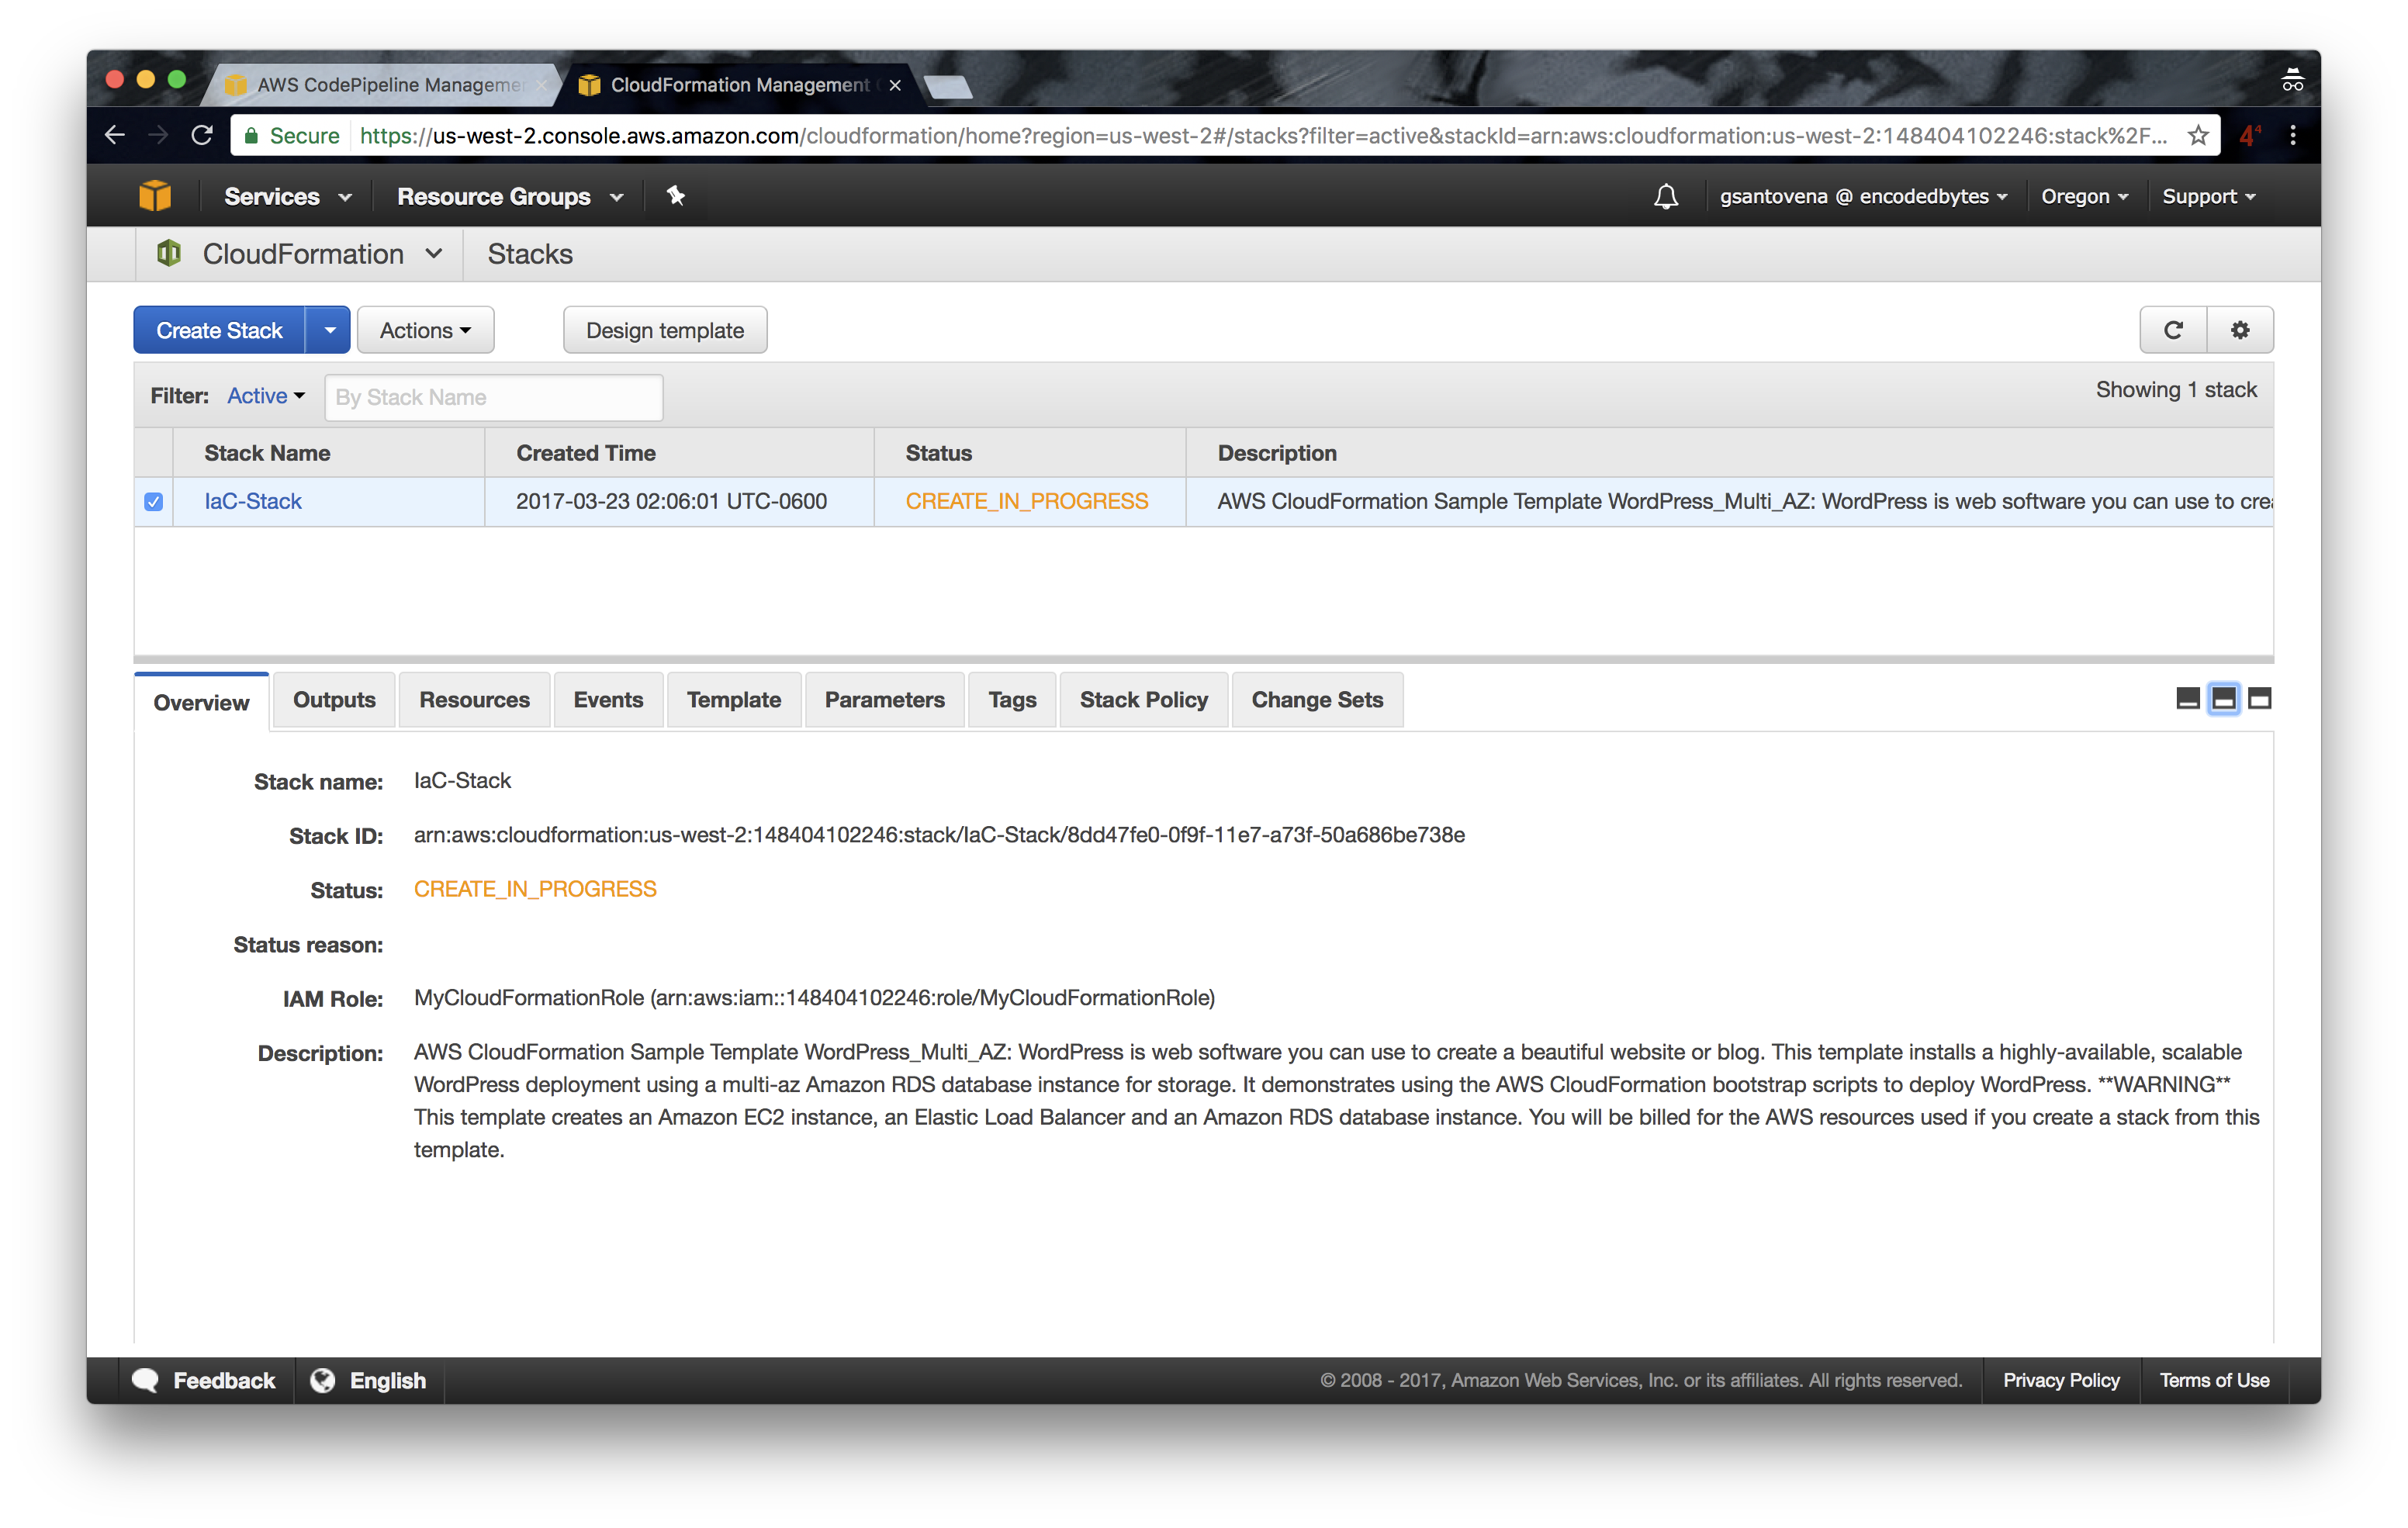 AWS CodePipeline Manageme
CloudFormation Management
Secure https://us-west-2.console.aws.amazon.com/cloudformation/home?region=us-west-2#/stacks?filter=active&stackId=arn:aws:cloudformation:us-west-2:148404102246:stack%2F...
4⁴
Services Resource Groups gsantovena @ encodedbytes Oregon Support
CloudFormation Stacks
Create Stack Actions Design template
Filter: Active By Stack Name Showing 1 stack
Stack Name Created Time Status Description
IaC-Stack 2017-03-23 02:06:01 UTC-0600 CREATE_IN_PROGRESS AWS CloudFormation Sample Template WordPress_Multi_AZ: WordPress is web software you can use to crea
Overview Outputs Resources Events Template Parameters Tags Stack Policy Change Sets
Stack name: IaC-Stack
Stack ID: arn:aws:cloudformation:us-west-2:148404102246:stack/IaC-Stack/8dd47fe0-0f9f-11e7-a73f-50a686be738e
Status: CREATE_IN_PROGRESS
Status reason:
IAM Role: MyCloudFormationRole (arn:aws:iam::148404102246:role/MyCloudFormationRole)
Description: AWS CloudFormation Sample Template WordPress_Multi_AZ: WordPress is web software you can use to create a beautiful website or blog. This template installs a highly-available, scalable
WordPress deployment using a multi-az Amazon RDS database instance for storage. It demonstrates using the AWS CloudFormation bootstrap scripts to deploy WordPress. **WARNING**
This template creates an Amazon EC2 instance, an Elastic Load Balancer and an Amazon RDS database instance. You will be billed for the AWS resources used if you create a stack from this
template.
Feedback English © 2008 - 2017, Amazon Web Services, Inc. or its affiliates. All rights reserved. Privacy Policy Terms of Use